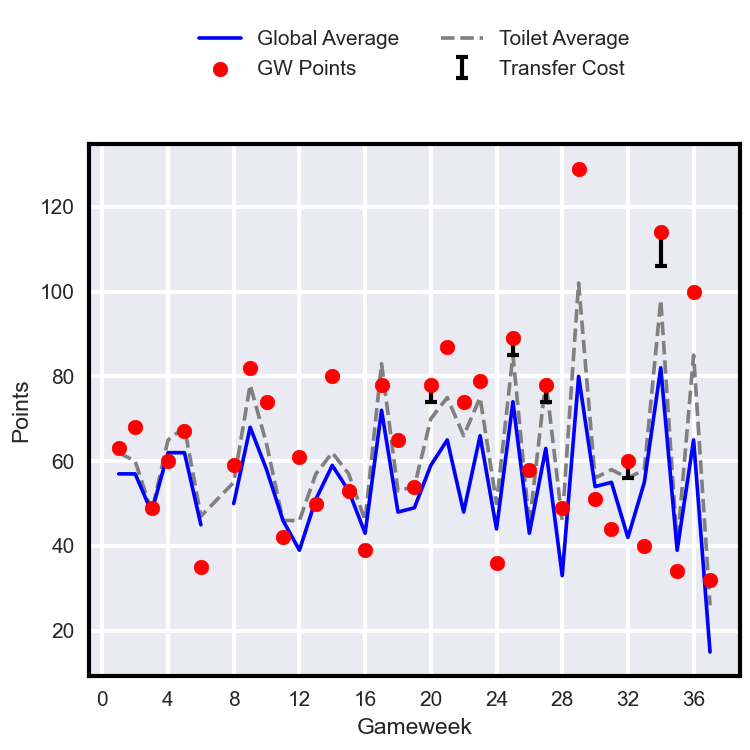 Global Average
Toilet Average
GW Points
Transfer Cost
120
100
80
60
40
20
Points
0 4 8 12 16 20 24 28 32 36
Gameweek